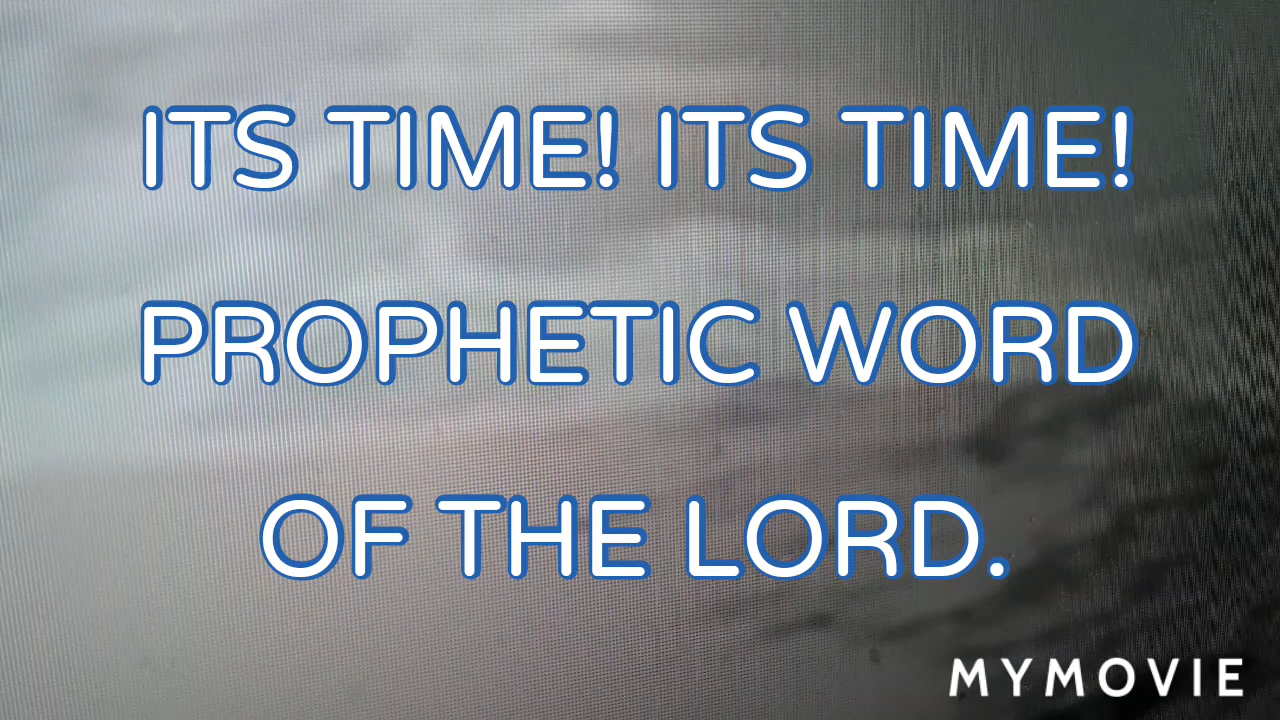 ITS TIME! ITS TIME!
PROPHETIC WORD
OF THE LORD.
MYMOVIE